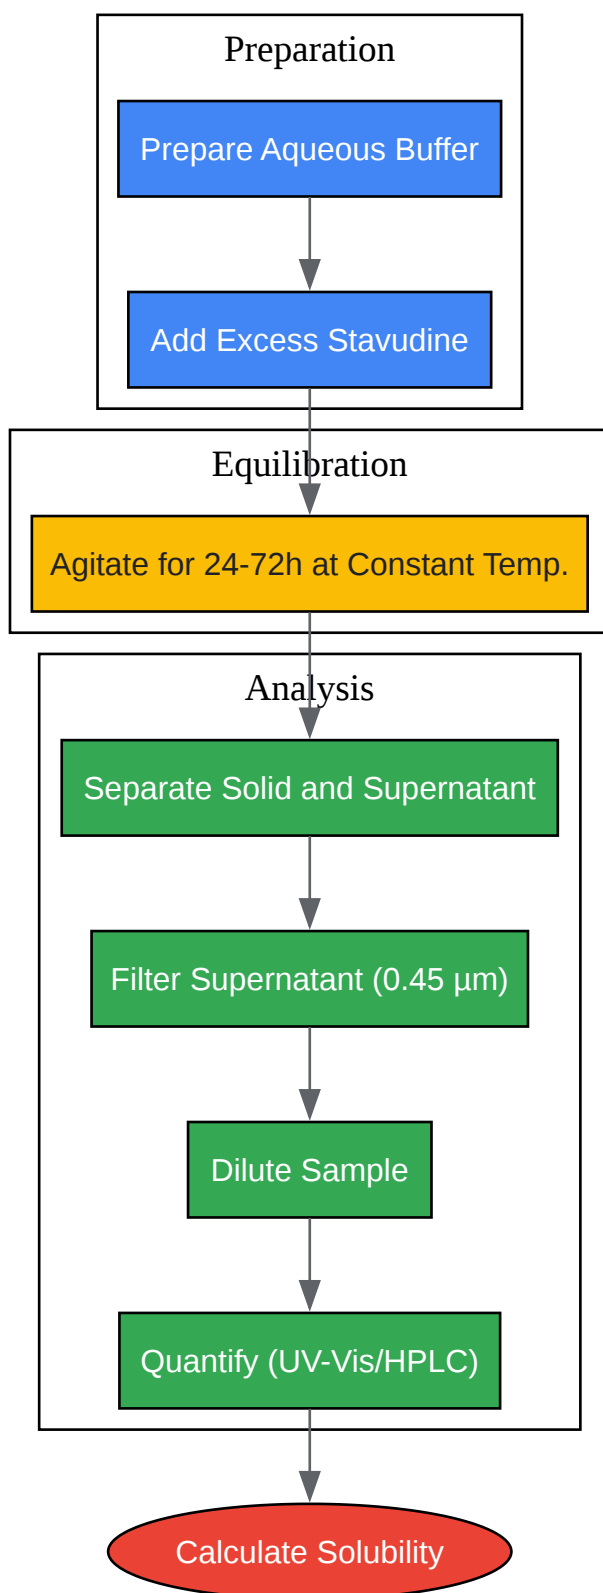 Preparation
Prepare Aqueous Buffer
Add Excess Stavudine
Equilibration
Agitate for 24-72h at Constant Temp.
Analysis
Separate Solid and Supernatant
Filter Supernatant (0.45 µm)
Dilute Sample
Quantify (UV-Vis/HPLC)
Calculate Solubility